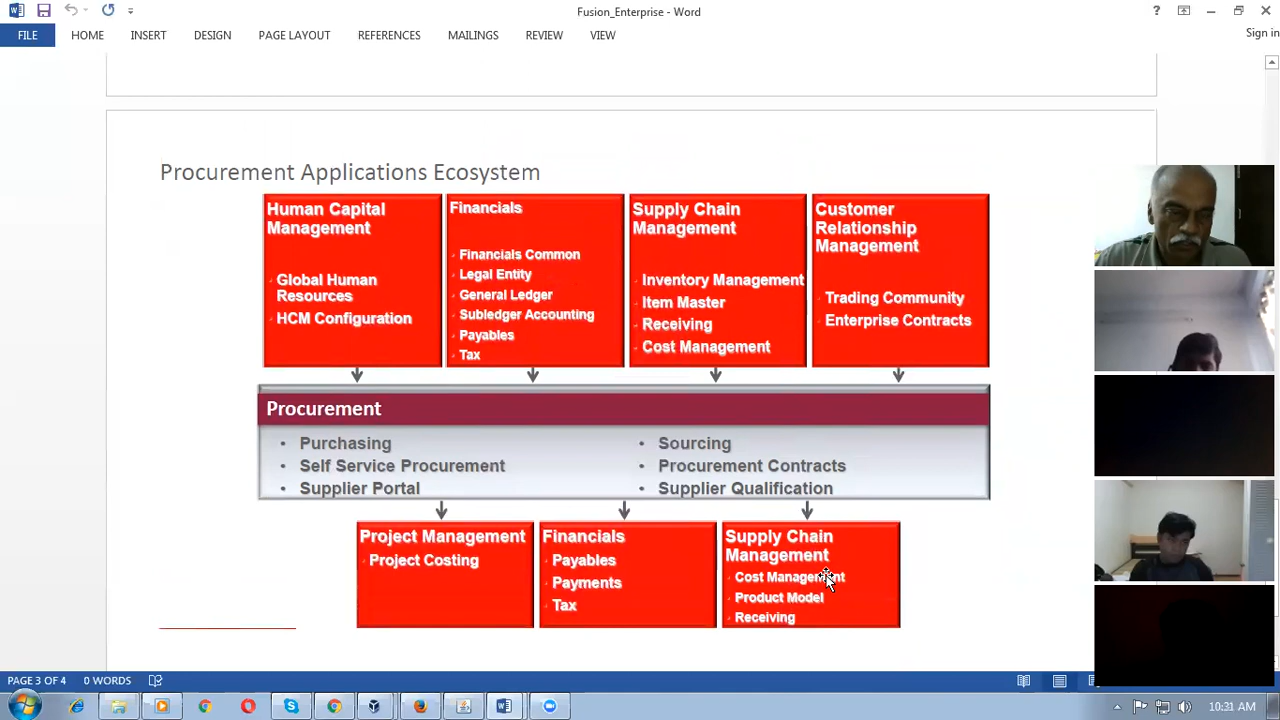 Fusion_Enterprise - Word
FILE HOME INSERT DESIGN PAGE LAYOUT REFERENCES MAILINGS REVIEW VIEW Sign in
Procurement Applications Ecosystem
Human Capital
Management
Global Human
Resources
HCM Configuration
Financials
Financials Common
Legal Entity
General Ledger
Subledger Accounting
Payables
Tax
Supply Chain
Management
Inventory Management
Item Master
Receiving
Cost Management
Customer
Relationship
Management
Trading Community
Enterprise Contracts
Procurement
• Purchasing
• Self Service Procurement
• Supplier Portal
• Sourcing
• Procurement Contracts
• Supplier Qualification
Project Management
Project Costing
Financials
Payables
Payments
Tax
Supply Chain
Management
Cost Management
Product Model
Receiving
PAGE 3 OF 4 0 WORDS
10:31 AM